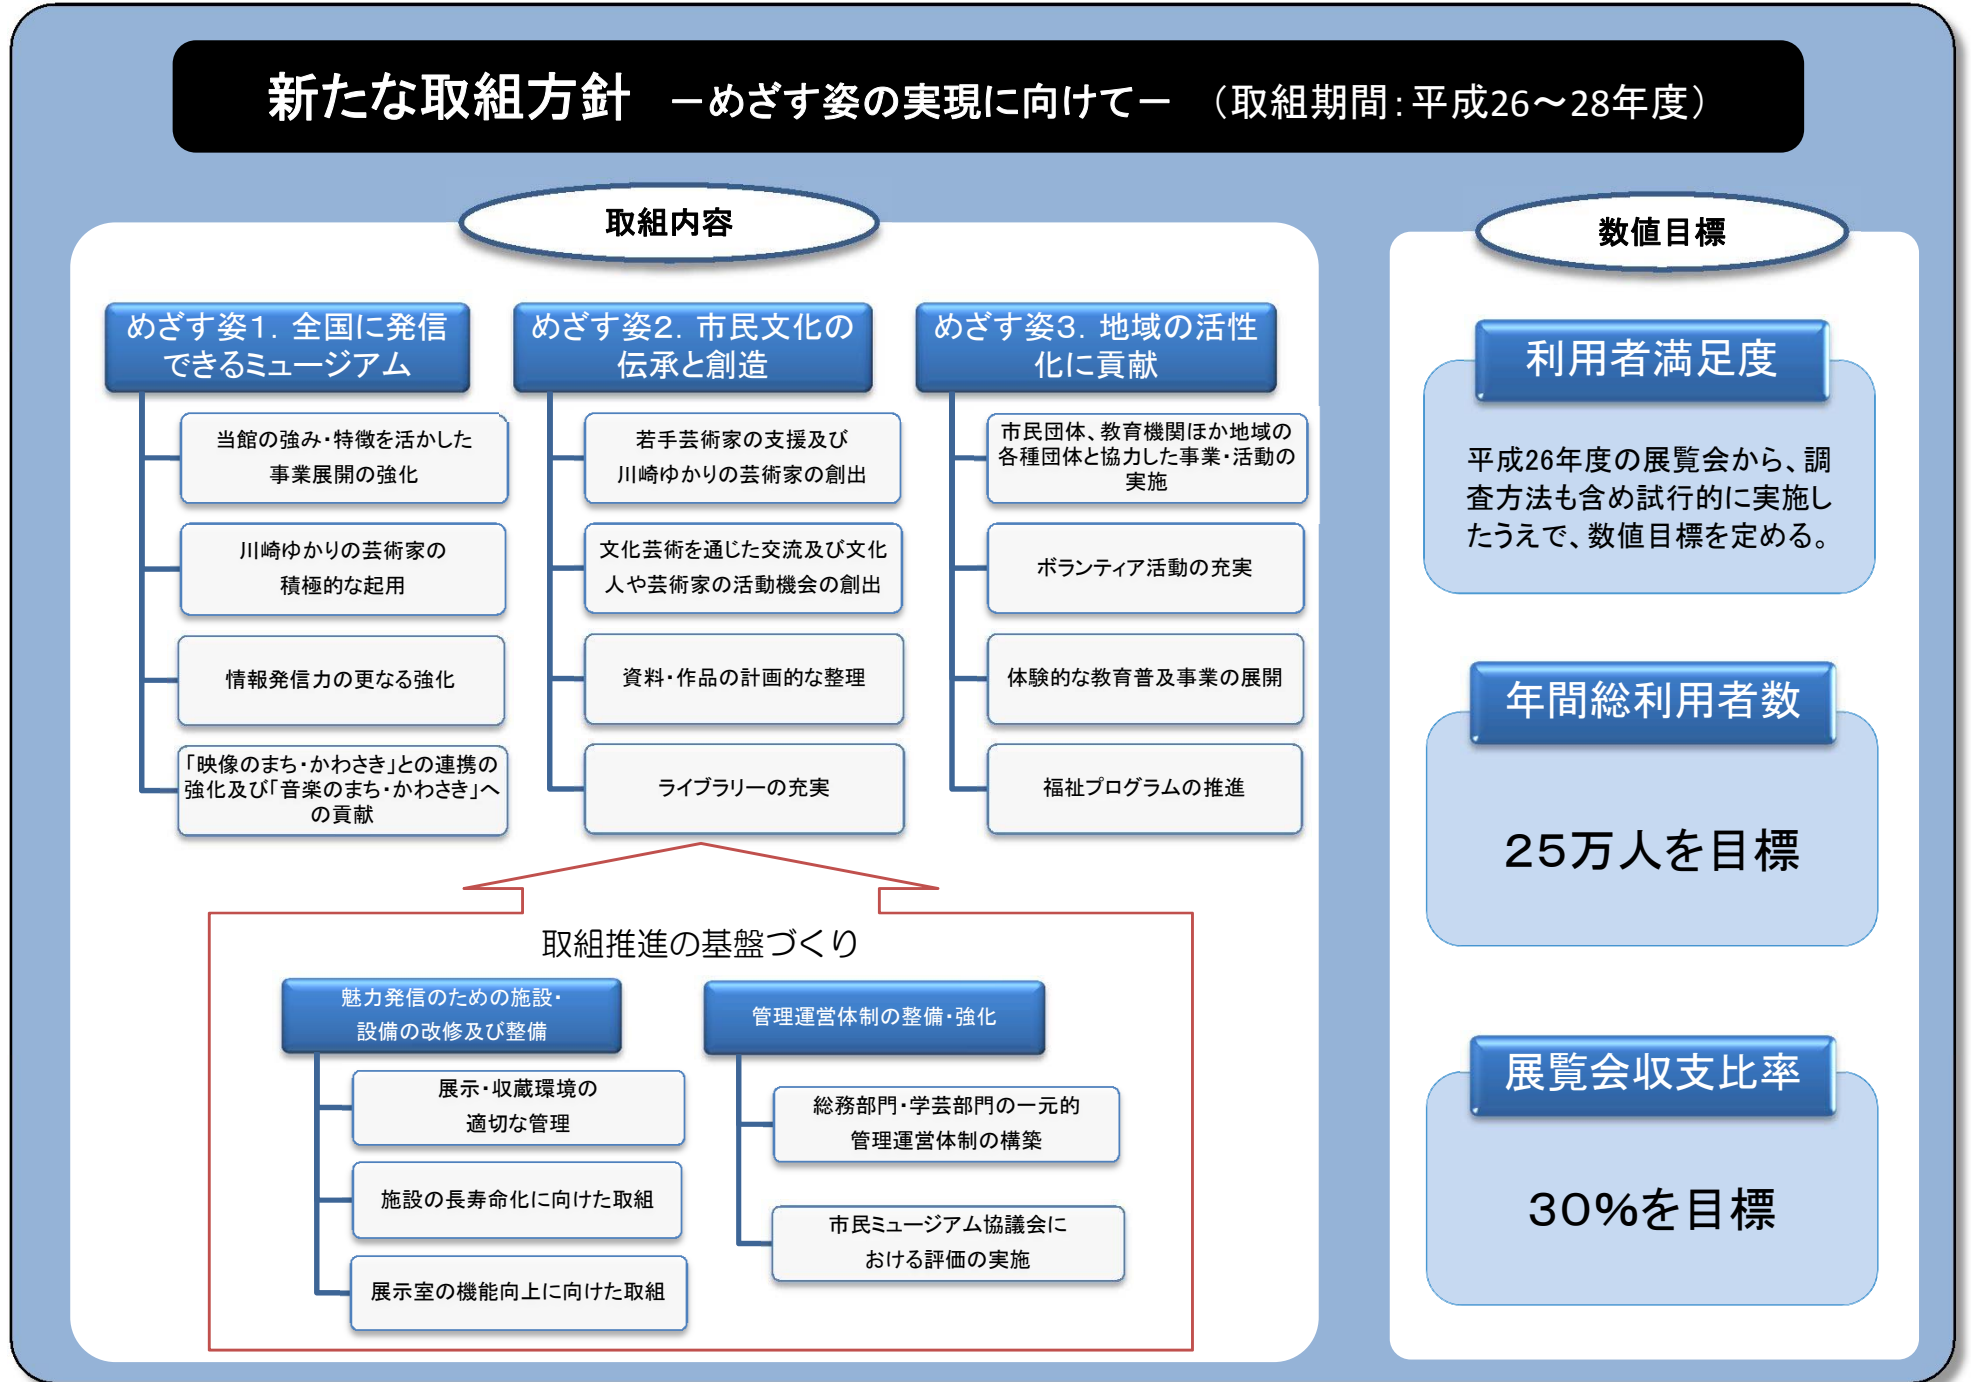 新たな取組方針 －めざす姿の実現に向けて－ （取組期間：平成26～28年度）
取組内容
めざす姿1．全国に発信
できるミュージアム
当館の強み・特徴を活かした
事業展開の強化
川崎ゆかりの芸術家の
積極的な起用
情報発信力の更なる強化
「映像のまち・かわさき」との連携の
強化及び「音楽のまち・かわさき」へ
の貢献
めざす姿2．市民文化の
伝承と創造
若手芸術家の支援及び
川崎ゆかりの芸術家の創出
文化芸術を通じた交流及び文化
人や芸術家の活動機会の創出
資料・作品の計画的な整理
ライブラリーの充実
めざす姿3．地域の活性
化に貢献
市民団体、教育機関ほか地域の
各種団体と協力した事業・活動の
実施
ボランティア活動の充実
体験的な教育普及事業の展開
福祉プログラムの推進
取組推進の基盤づくり
魅力発信のための施設・
設備の改修及び整備
展示・収蔵環境の
適切な管理
施設の長寿命化に向けた取組
展示室の機能向上に向けた取組
管理運営体制の整備・強化
総務部門・学芸部門の一元的
管理運営体制の構築
市民ミュージアム協議会に
おける評価の実施
数値目標
利用者満足度
平成26年度の展覧会から、調
査方法も含め試行的に実施し
たうえで、数値目標を定める。
年間総利用者数
25万人を目標
展覧会収支比率
30%を目標